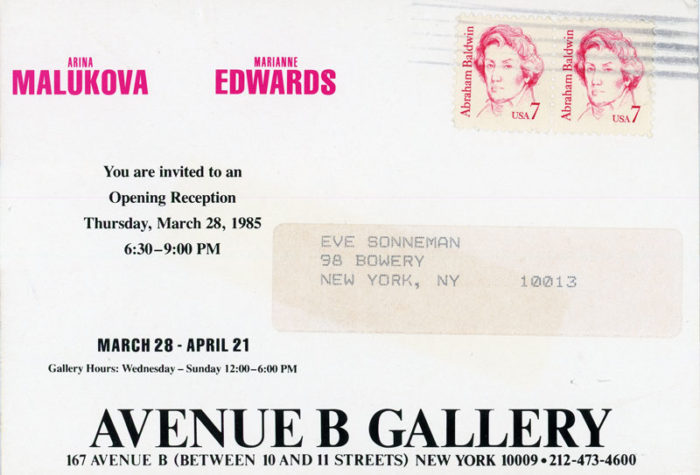 ARINA
MALUKOVA
MARIANNE
EDWARDS
Abraham Baldwin
USA 7
Abraham Baldwin
USA 7
You are invited to an
Opening Reception
Thursday, March 28, 1985
6:30–9:00 PM
EVE SONNEMAN
98 BOWERY
NEW YORK, NY 10013
MARCH 28 - APRIL 21
Gallery Hours: Wednesday – Sunday 12:00–6:00 PM
AVENUE B GALLERY
167 AVENUE B (BETWEEN 10 AND 11 STREETS) NEW YORK 10009 • 212-473-4600